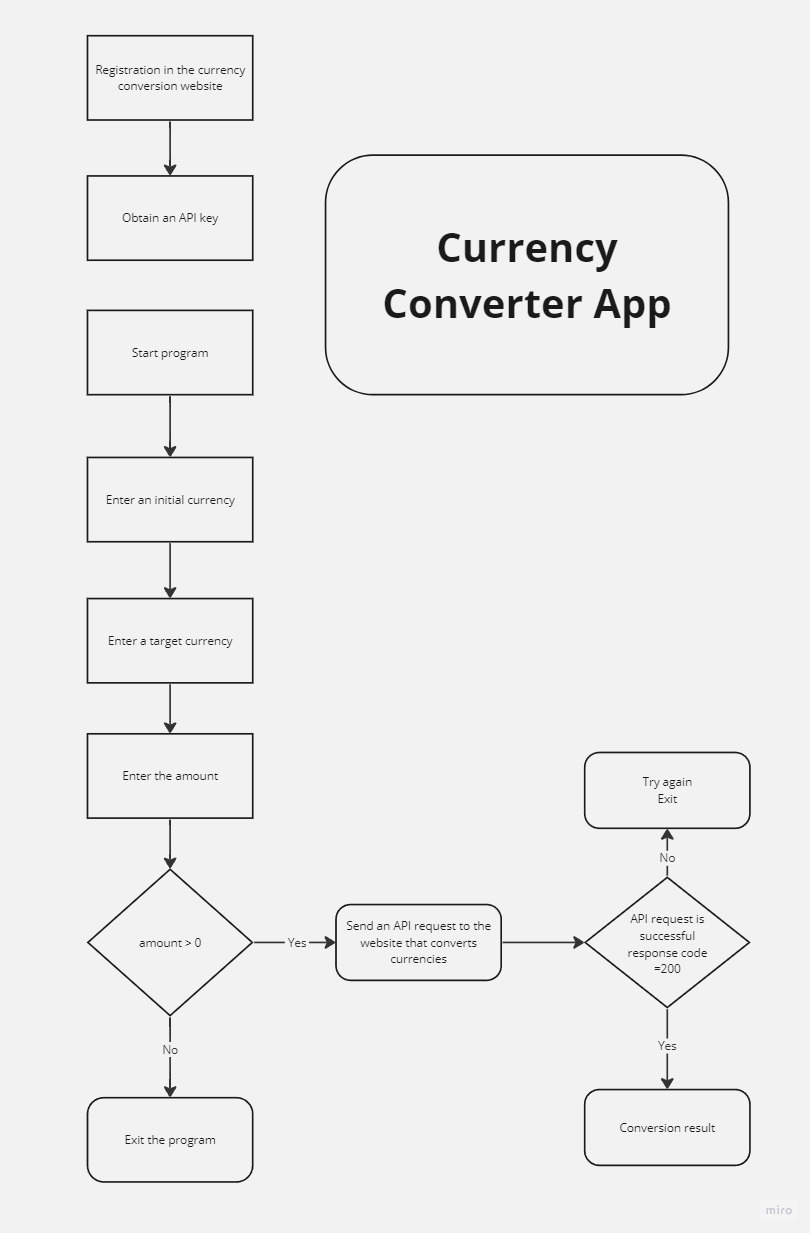 Registration in the currency
conversion website
Obtain an API key
Currency
Converter App
Start program
Enter an initial currency
Enter a target currency
Enter the amount
Try again
Exit
No
amount > 0
Yes
Send an API request to the
website that converts
currencies
API request is
successful
response code
=200
No
Yes
Exit the program
Conversion result
miro